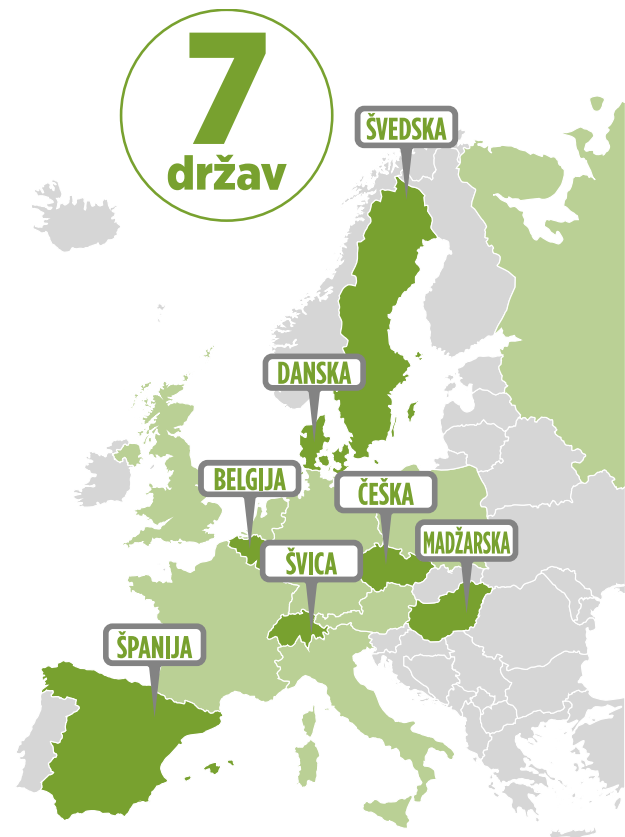 7
držav
ŠVEDSKA
DANSKA
BELGIJA
ČEŠKA
ŠVICA
MADŽARSKA
ŠPANIJA